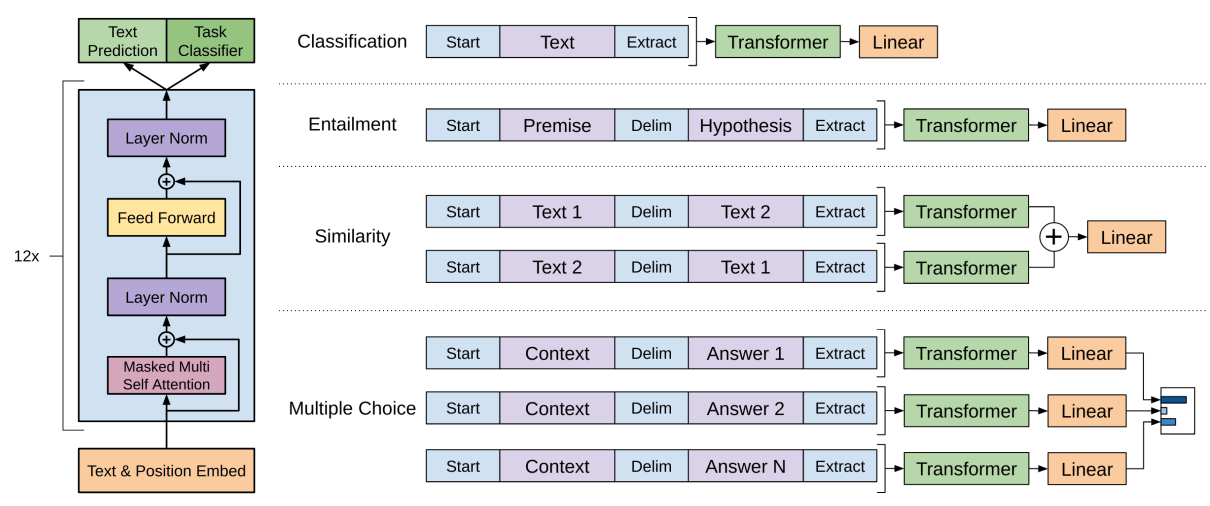 Text
Prediction
Task
Classifier
Layer Norm
Feed Forward
12x
Layer Norm
Masked Multi
Self Attention
Text & Position Embed
Classification
Start Text Extract Transformer Linear
Entailment
Start Premise Delim Hypothesis Extract Transformer Linear
Similarity
Start Text 1 Delim Text 2 Extract Transformer
Linear
Start Text 2 Delim Text 1 Extract Transformer
Multiple Choice
Start Context Delim Answer 1 Extract Transformer Linear
Start Context Delim Answer 2 Extract Transformer Linear
Start Context Delim Answer N Extract Transformer Linear